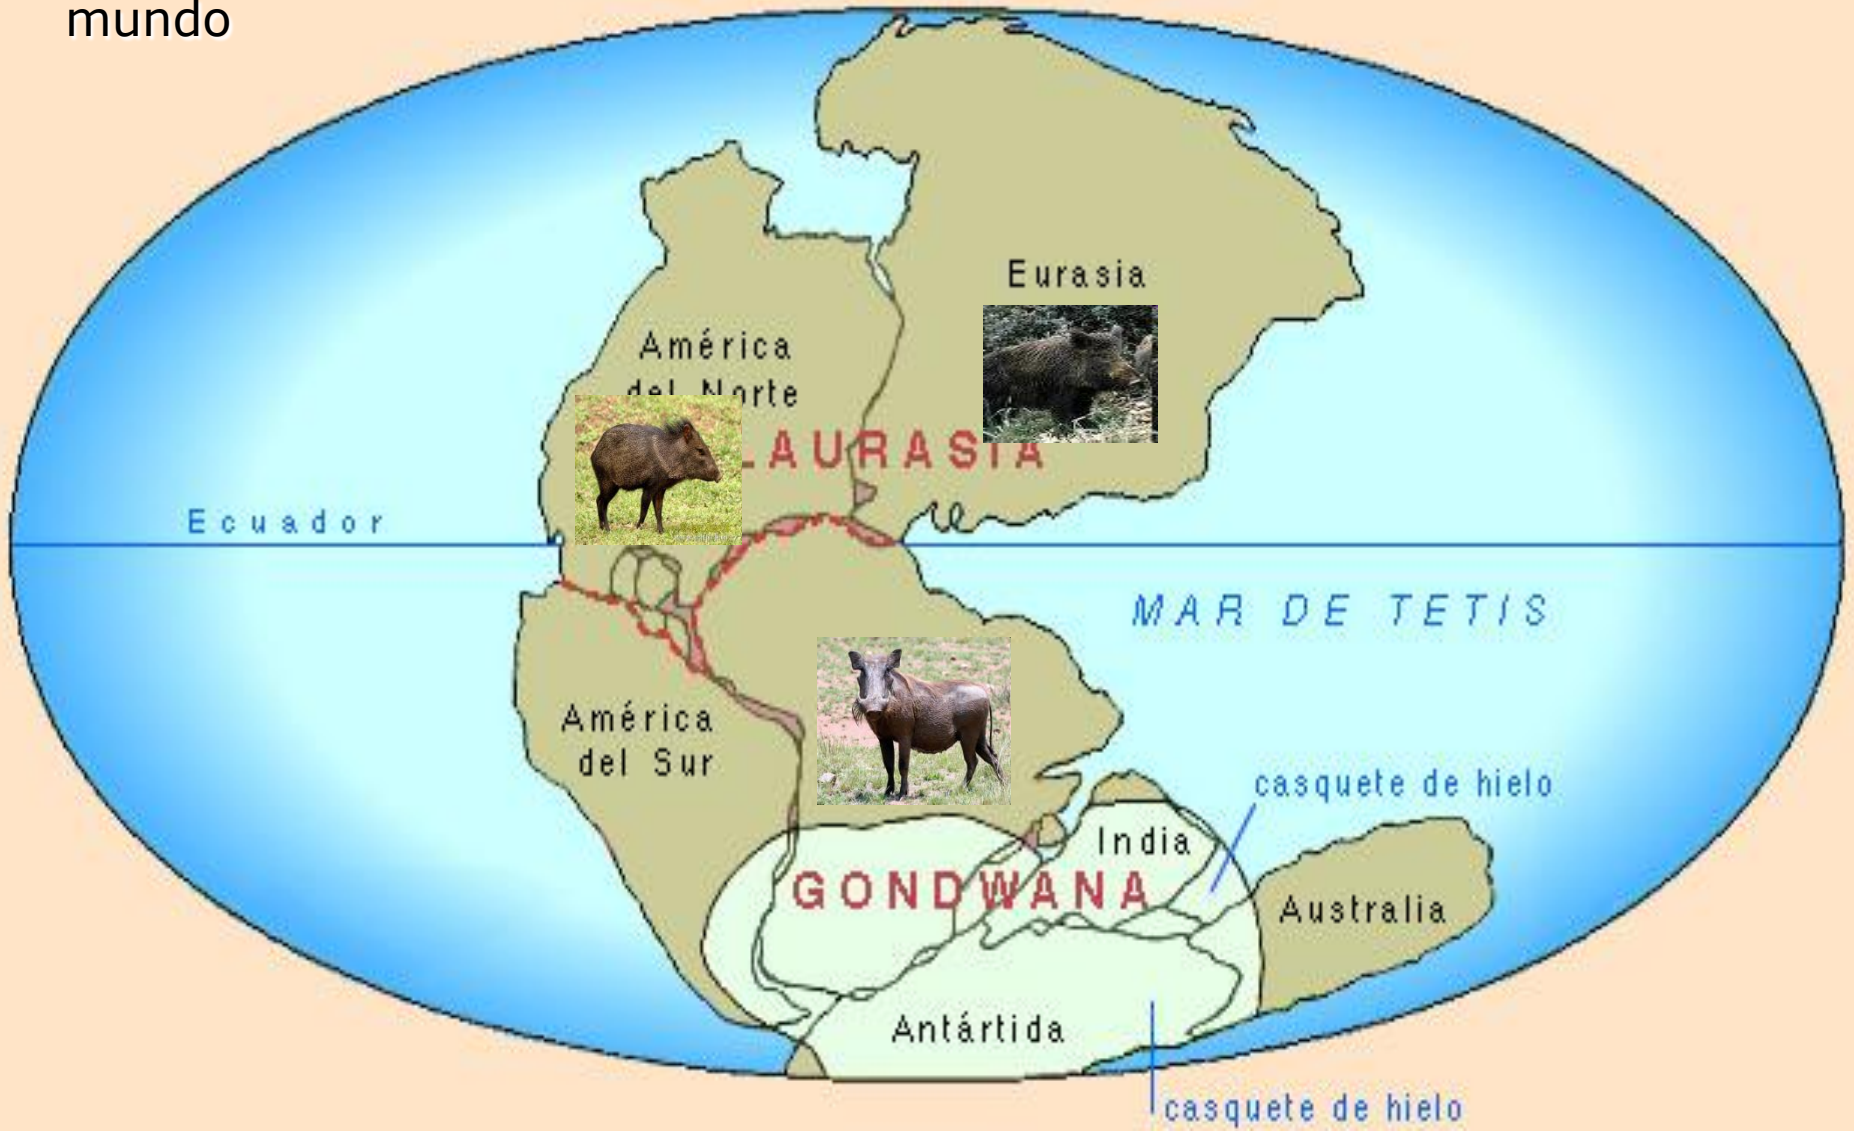 mundo
Eurasia
América
del Norte
LAURASIA
Ecuador
MAR DE TETIS
América
del Sur
casquete de hielo
India
GONDWANA
Australia
Antártida
casquete de hielo